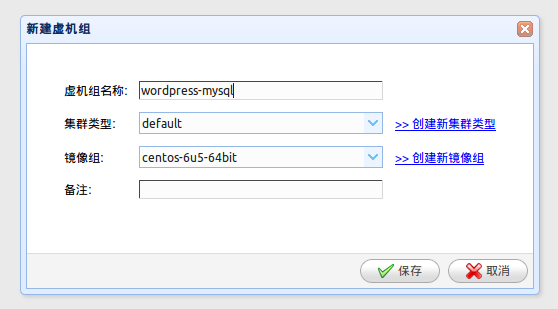 新建虚机组
虚机组名称: wordpress-mysql
集群类型: default >> 创建新集群类型
镜像组: centos-6u5-64bit >> 创建新镜像组
备注:
保存 取消